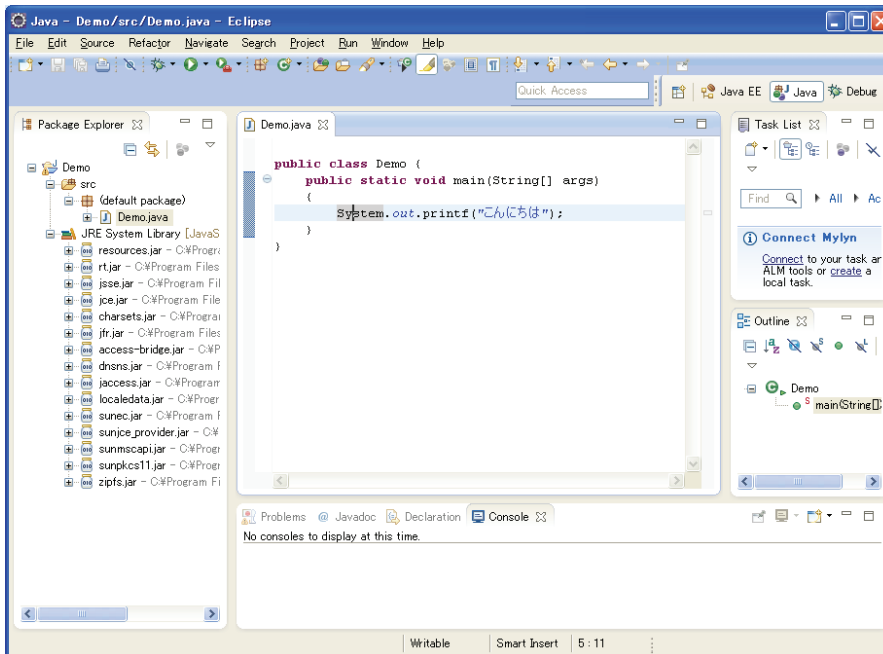 Java - Demo/src/Demo.java - Eclipse
File Edit Source Refactor Navigate Search Project Run Window Help
Quick Access
Java EE Java Debug
Package Explorer
Demo
src
(default package)
Demo.java
JRE System Library [JavaS
resources.jar - C:¥Progra
rt.jar - C:¥Program Files
jsse.jar - C:¥Program Fil
jce.jar - C:¥Program File
charsets.jar - C:¥Progra
jfr.jar - C:¥Program Files
access-bridge.jar - C:¥P
dnsns.jar - C:¥Program F
jaccess.jar - C:¥Program
localedata.jar - C:¥Progr
sunec.jar - C:¥Program F
sunjce_provider.jar - C:¥
sunmscapi.jar - C:¥Progr
sunpkcs11.jar - C:¥Progr
zipfs.jar - C:¥Program Fi
Demo.java
public class Demo {
public static void main(String[] args)
{
System.out.printf("こんにちは");
}
}
Task List
Find All Ac
Connect Mylyn
Connect to your task ar
ALM tools or create a
local task.
Outline
Demo
S main(String[]
Problems @ Javadoc Declaration Console
No consoles to display at this time.
Writable Smart Insert 5 : 11